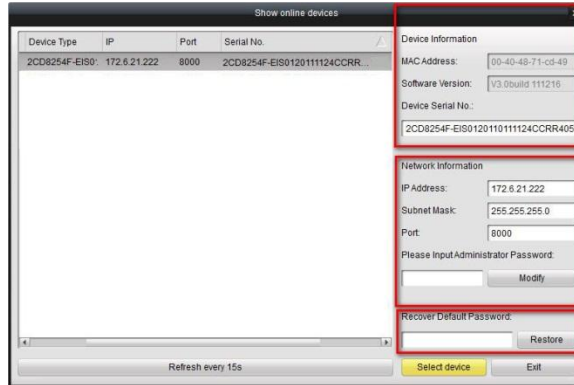 Show online devices
Device Type IP Port Serial No.
2CD8254F-EIS0: 172.6.21.222 8000 2CD8254F-EIS0120111124CCRR...
Refresh every 15s
Device Information
MAC Address: 00-40-48-71-cd-49
Software Version: V3.0build 111216
Device Serial No.:
2CD8254F-EIS0120110111124CCRR405
Network Information
IP Address: 172.6.21.222
Subnet Mask: 255.255.255.0
Port: 8000
Please Input Administrator Password:
Modify
Recover Default Password:
Restore
Select device Exit